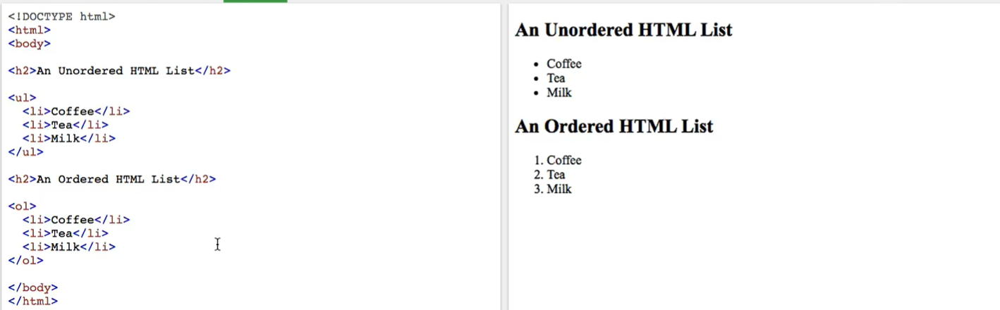 <!DOCTYPE html>
<html>
<body>
<h2>An Unordered HTML List</h2>
<ul>
<li>Coffee</li>
<li>Tea</li>
<li>Milk</li>
</ul>
<h2>An Ordered HTML List</h2>
<ol>
<li>Coffee</li>
<li>Tea</li>
<li>Milk</li>
</ol>
</body>
</html>
An Unordered HTML List
• Coffee
• Tea
• Milk
An Ordered HTML List
1. Coffee
2. Tea
3. Milk